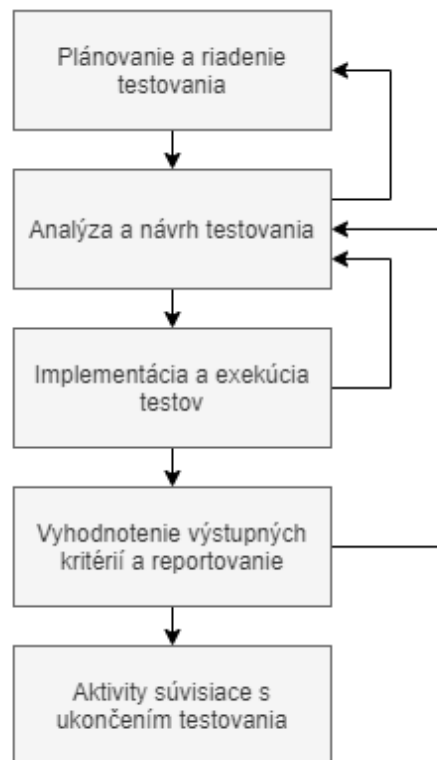 Plánovanie a riadenie
testovania
Analýza a návrh testovania
Implementácia a exekúcia
testov
Vyhodnotenie výstupných
kritérií a reportovanie
Aktivity súvisiace s
ukončením testovania